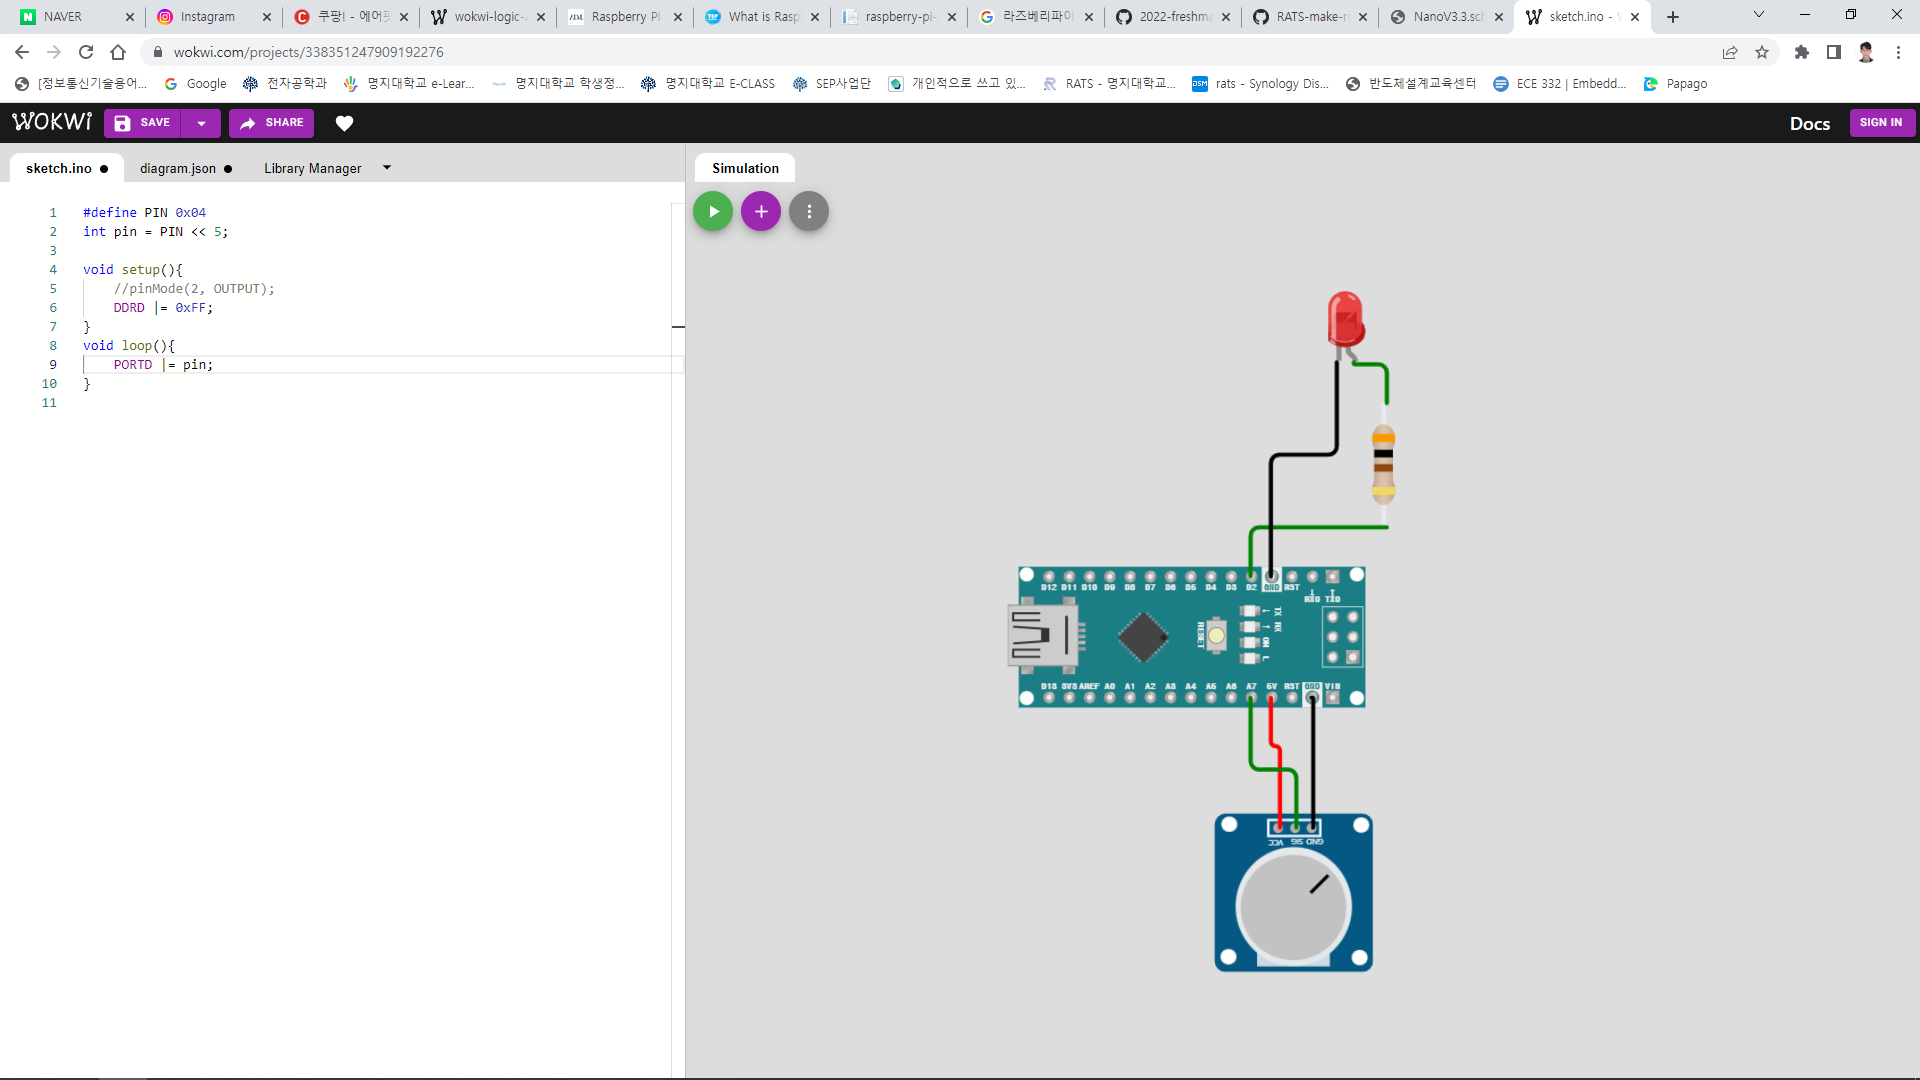 NAVER
Instagram
쿠팡! - 에어
wokwi-logic-
Raspberry Pi
What is Rasp
raspberry-pi-
라즈베리파이
2022-freshma
RATS-make-r
NanoV3.3.sch
sketch.ino -
wokwi.com/projects/338351247909192276
[정보통신기술용어...
Google
전자공학과
명지대학교 e-Lear...
명지대학교 학생정...
명지대학교 E-CLASS
SEP사업단
개인적으로 쓰고 있...
RATS - 명지대학교...
rats - Synology Dis...
반도체설계교육센터
ECE 332 | Embedd...
Papago
WOKWi
SAVE
SHARE
Docs
SIGN IN
sketch.ino ●
diagram.json ●
Library Manager
Simulation
1 #define PIN 0x04
2 int pin = PIN << 5;
3
4 void setup(){
5 //pinMode(2, OUTPUT);
6 DDRD |= 0xFF;
7 }
8 void loop(){
9 PORTD |= pin;
10 }
11
D12 D11 D10 D9 D8 D7 D6 D5 D4 D3 D2 GND RST
RX0 TX0
TX
RX
ON
L
RESET
D13 3V3 AREF A0 A1 A2 A3 A4 A5 A6 A7 5V RST GND VIN
VCC SIG GND